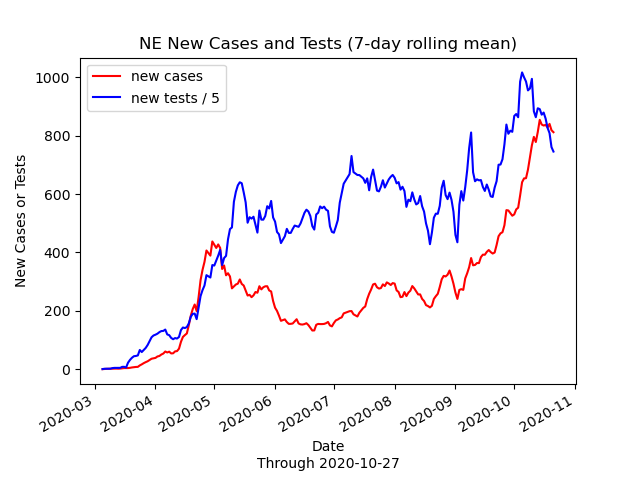 NE New Cases and Tests (7-day rolling mean)
new cases
new tests / 5
New Cases or Tests
1000
800
600
400
200
0
2020-03
2020-04
2020-05
2020-06
2020-07
2020-08
2020-09
2020-10
2020-11
Date
Through 2020-10-27